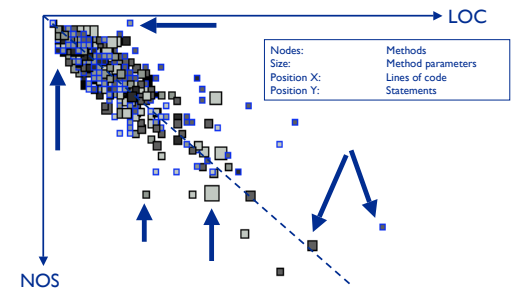 LOC
Nodes: Methods
Size: Method parameters
Position X: Lines of code
Position Y: Statements
NOS